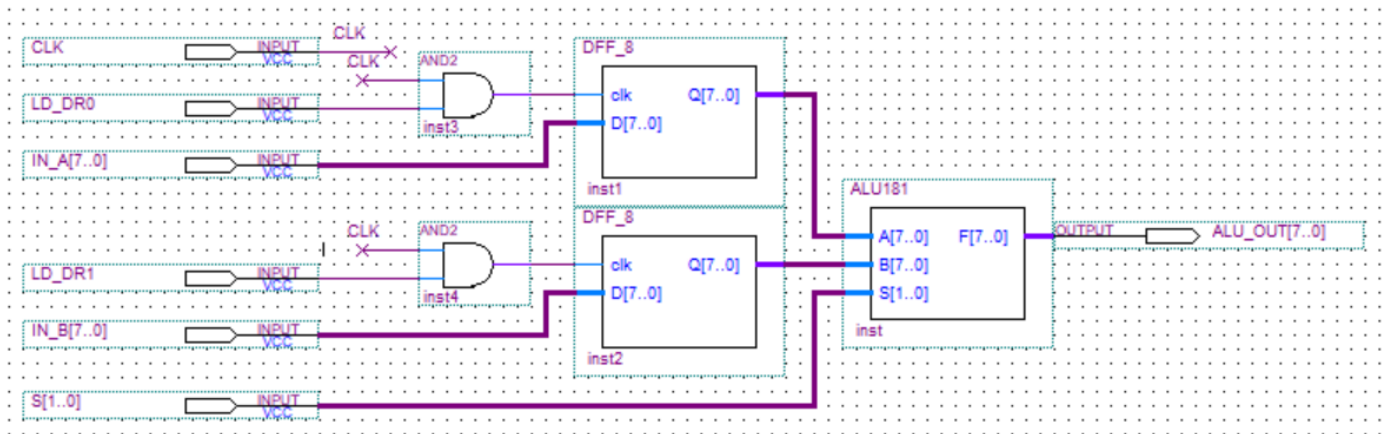 CLK
CLK INPUT VCC
CLK
LD_DR0 INPUT VCC
AND2
inst3
IN_A[7..0] INPUT VCC
DFF_8
clk Q[7..0]
D[7..0]
inst1
CLK
LD_DR1 INPUT VCC
AND2
inst4
IN_B[7..0] INPUT VCC
DFF_8
clk Q[7..0]
D[7..0]
inst2
S[1..0] INPUT VCC
ALU181
A[7..0] F[7..0]
B[7..0]
S[1..0]
inst
OUTPUT ALU_OUT[7..0]